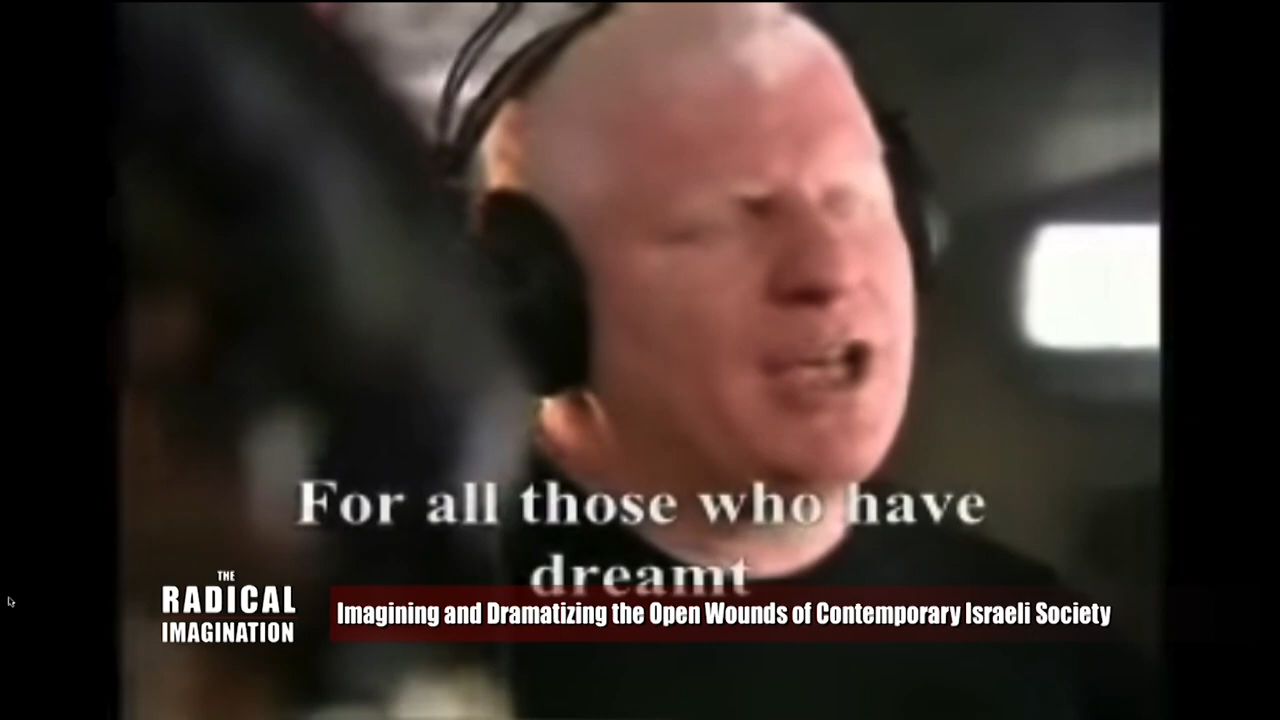 For all those who have
dreamt
THE
RADICAL
IMAGINATION
Imagining and Dramatizing the Open Wounds of Contemporary Israeli Society